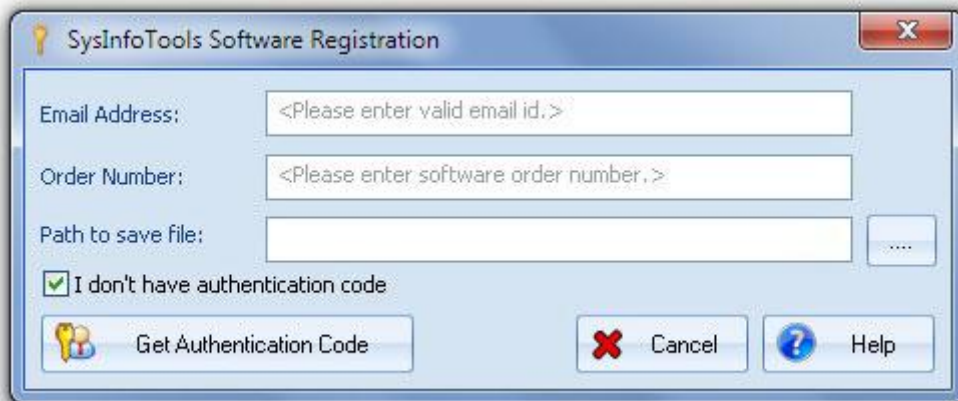 SysInfoTools Software Registration
Email Address: <Please enter valid email id.>
Order Number: <Please enter software order number.>
Path to save file: ....
I don't have authentication code
Get Authentication Code Cancel Help